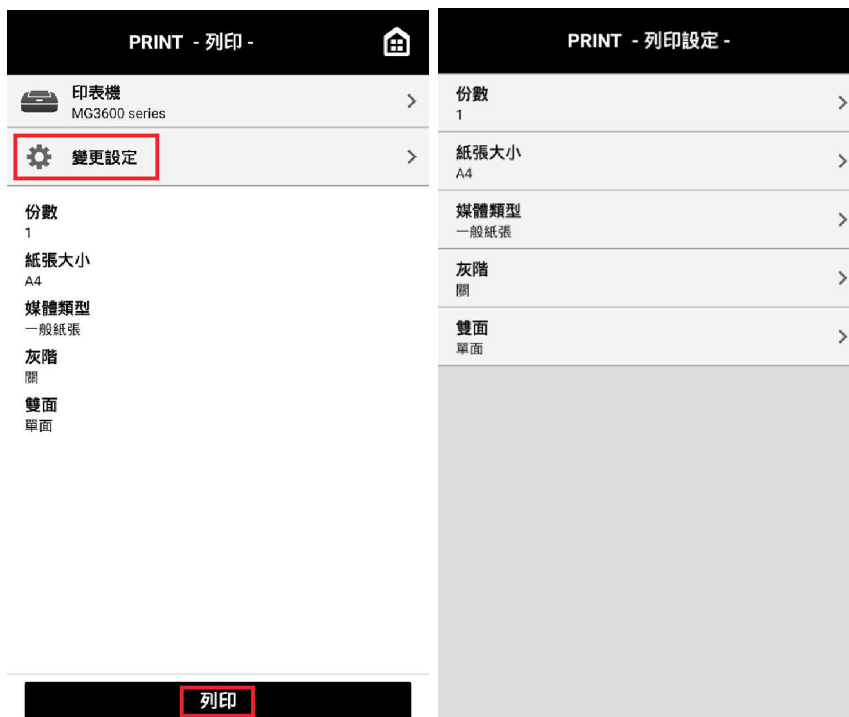 PRINT - 列印 -
印表機
MG3600 series
變更設定
份數
1
紙張大小
A4
媒體類型
一般紙張
灰階
關
雙面
單面
列印
PRINT - 列印設定 -
份數
1
紙張大小
A4
媒體類型
一般紙張
灰階
關
雙面
單面